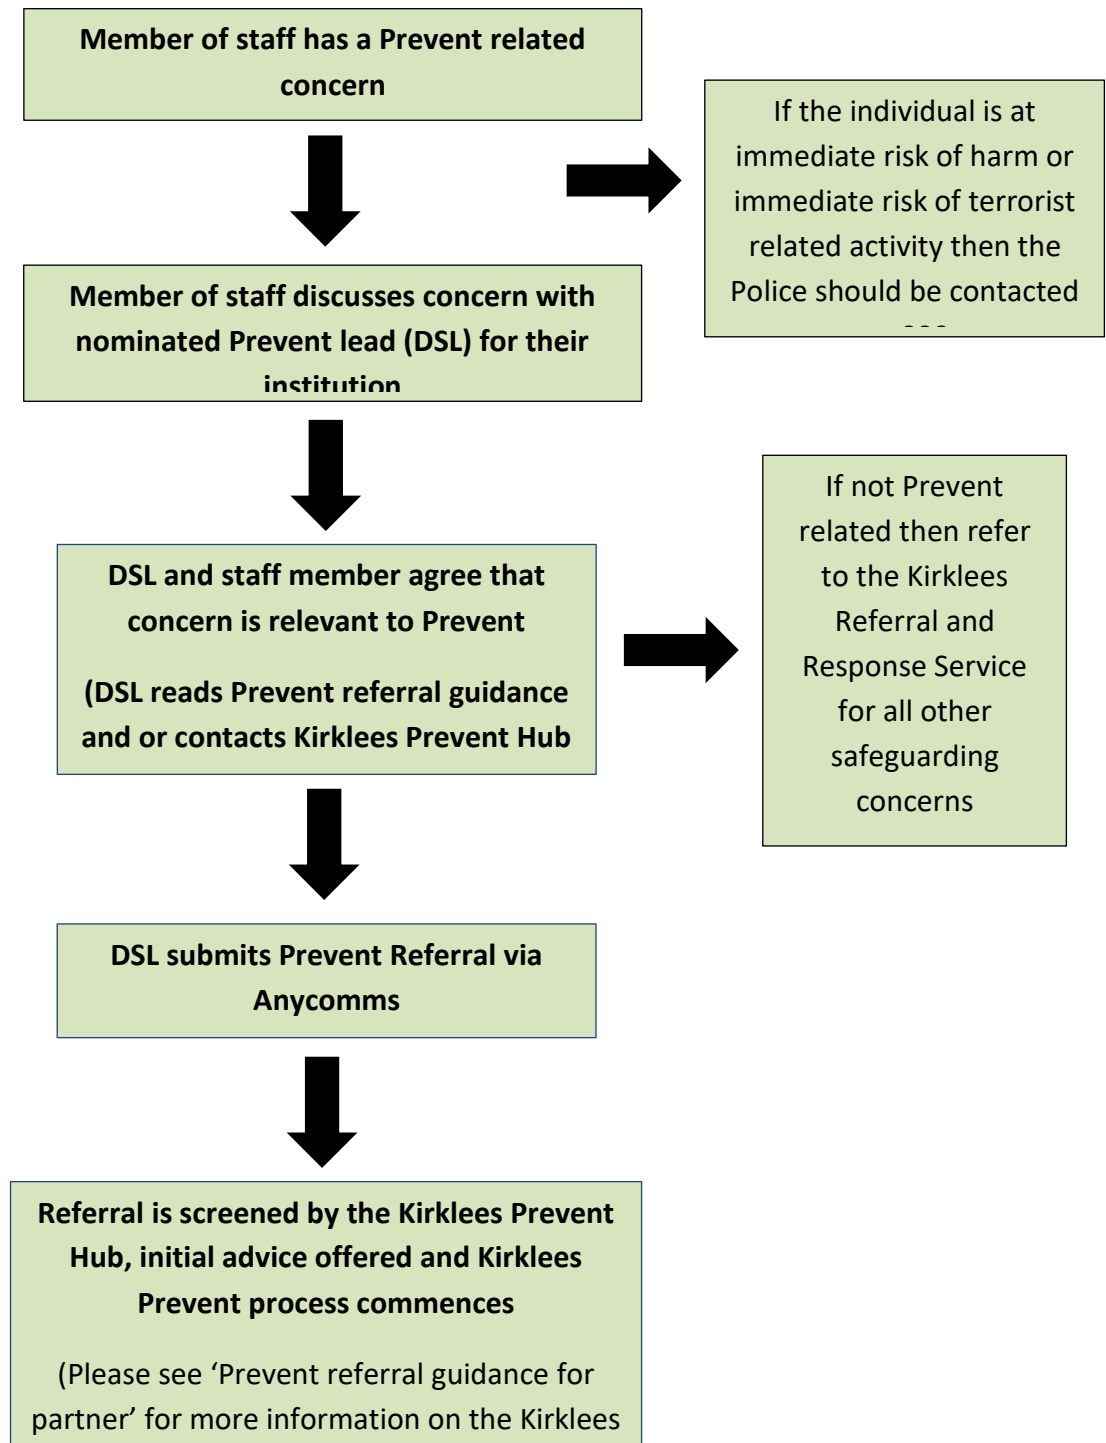 Member of staff has a Prevent related
concern
If the individual is at
immediate risk of harm or
immediate risk of terrorist
related activity then the
Police should be contacted
Member of staff discusses concern with
nominated Prevent lead (DSL) for their
institution
If not Prevent
related then refer
to the Kirklees
Referral and
Response Service
for all other
safeguarding
concerns
DSL and staff member agree that
concern is relevant to Prevent
(DSL reads Prevent referral guidance
and or contacts Kirklees Prevent Hub
DSL submits Prevent Referral via
Anycomms
Referral is screened by the Kirklees Prevent
Hub, initial advice offered and Kirklees
Prevent process commences
(Please see ‘Prevent referral guidance for
partner’ for more information on the Kirklees